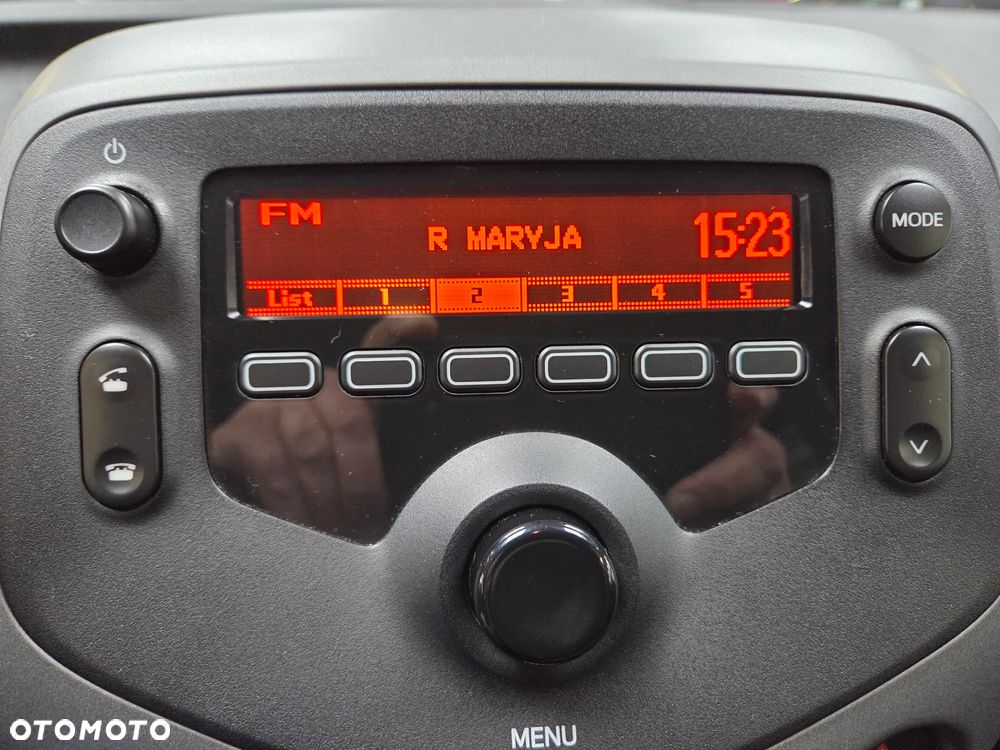 FM
R MARYJA
15:23
List 1 2 3 4 5
MODE
MENU
OTOMOTO